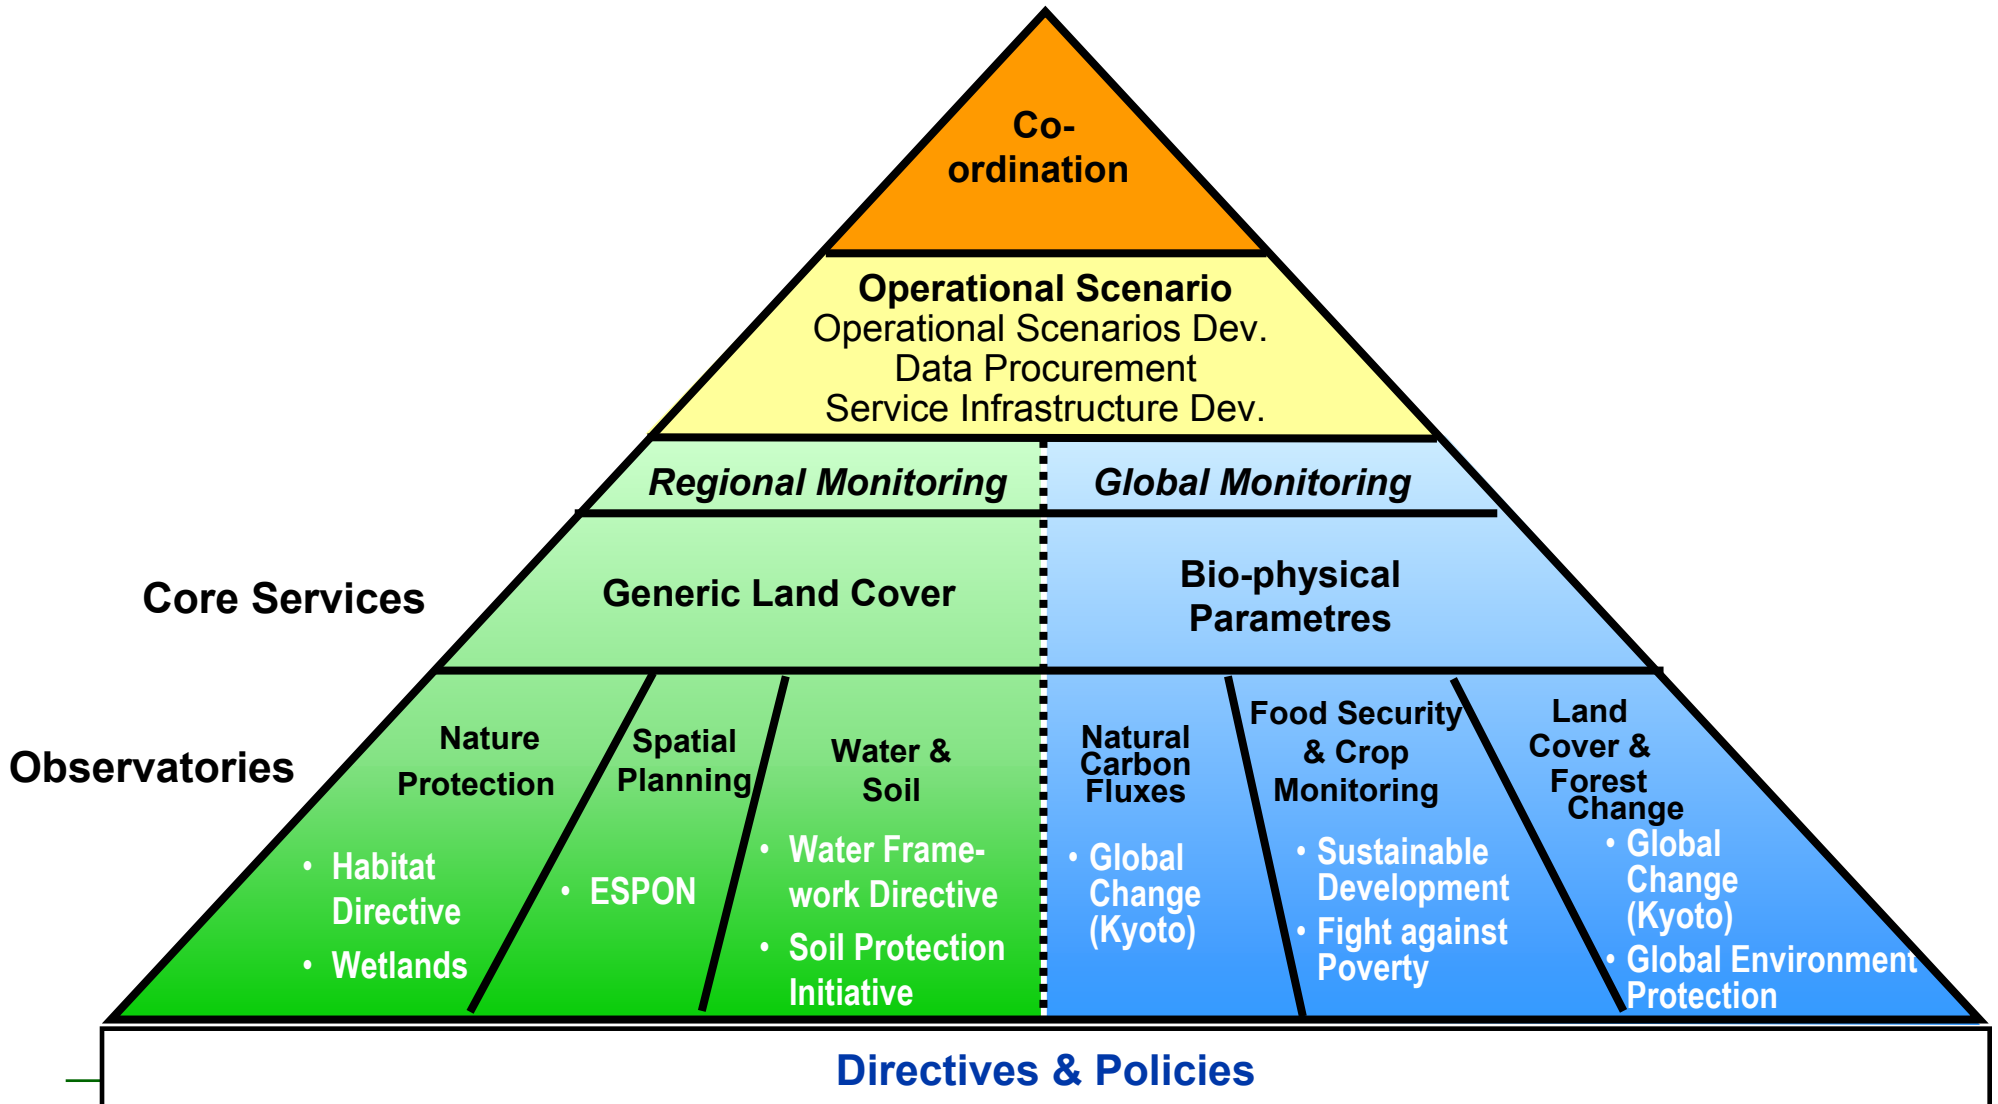 Co-
ordination
Operational Scenario
Operational Scenarios Dev.
Data Procurement
Service Infrastructure Dev.
Regional Monitoring
Global Monitoring
Core Services
Generic Land Cover
Bio-physical
Parametres
Observatories
Nature
Protection
• Habitat
Directive
• Wetlands
Spatial
Planning
• ESPON
Water &
Soil
• Water Frame-
work Directive
• Soil Protection
Initiative
Natural
Carbon
Fluxes
• Global
Change
(Kyoto)
Food Security
& Crop
Monitoring
• Sustainable
Development
• Fight against
Poverty
Land
Cover &
Forest
Change
• Global
Change
(Kyoto)
• Global Environment
Protection
Directives & Policies